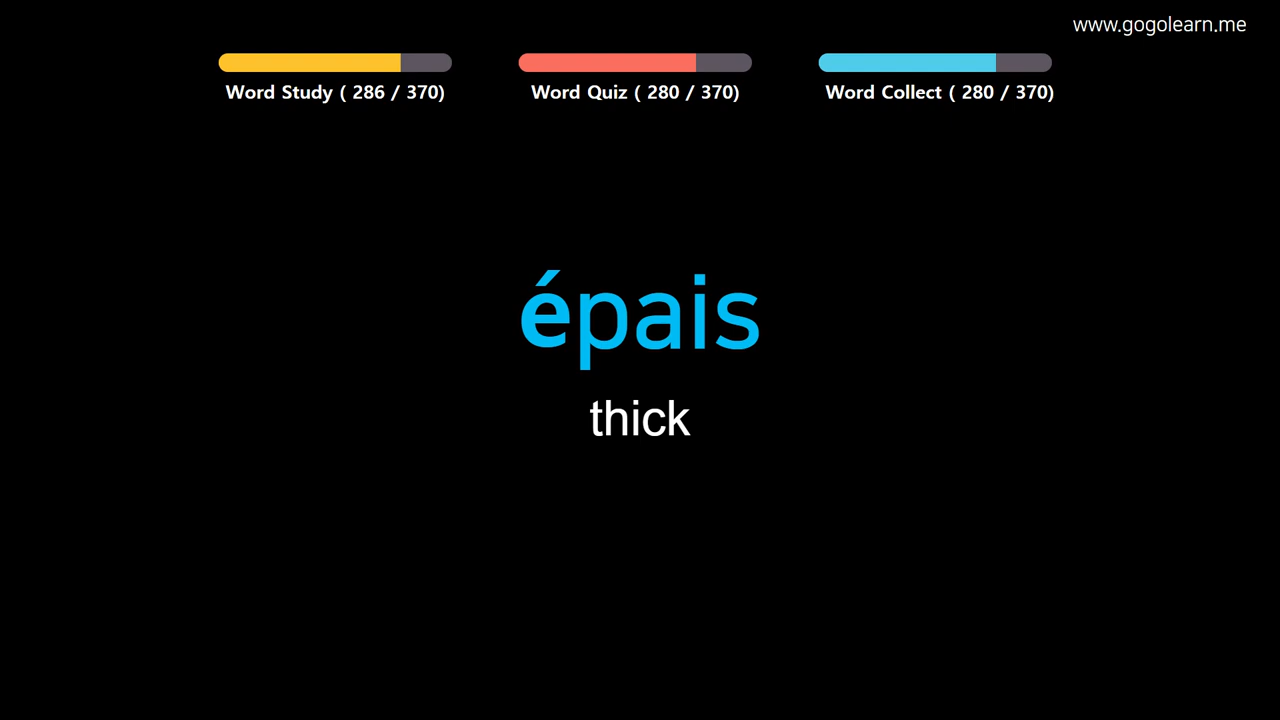 www.gogolearn.me
Word Study ( 286 / 370)
Word Quiz ( 280 / 370)
Word Collect ( 280 / 370)
épais
thick